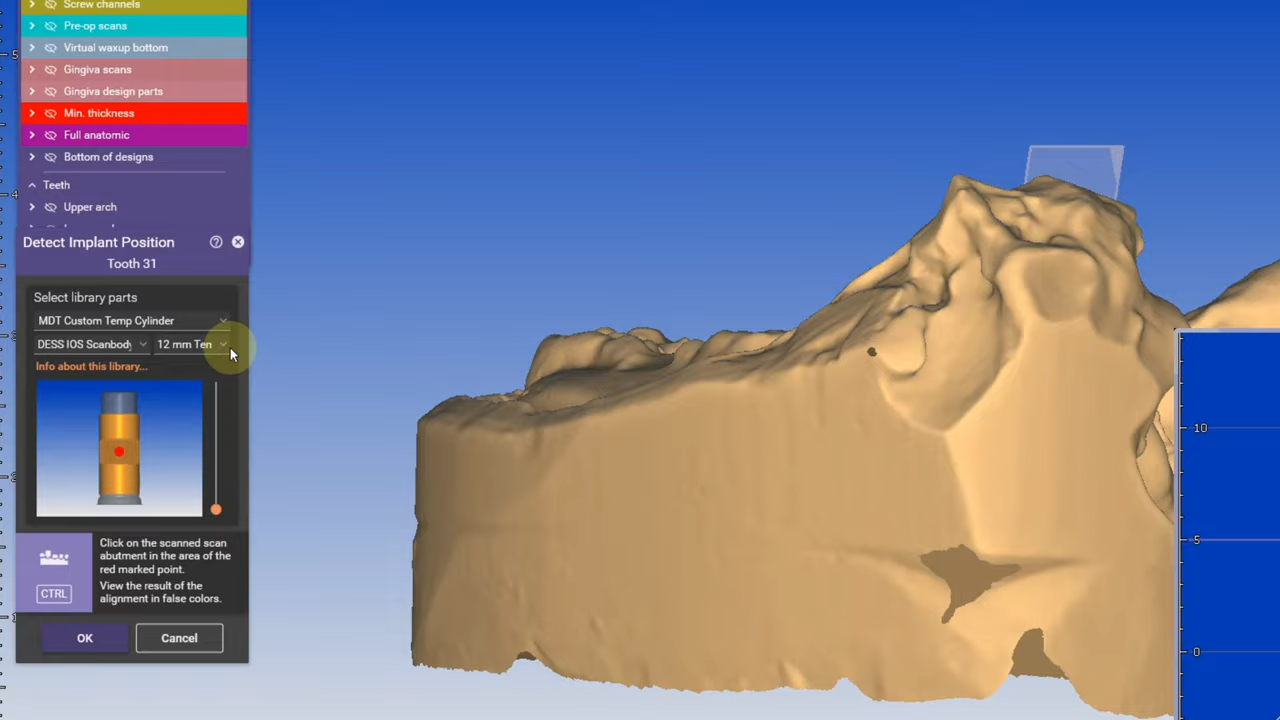 Screw channels
Pre-op scans
Virtual waxup bottom
Gingiva scans
Gingiva design parts
Min. thickness
Full anatomic
Bottom of designs
Teeth
Upper arch
Detect Implant Position
Tooth 31
Select library parts
MDT Custom Temp Cylinder
DESS IOS Scanbody 12 mm Ten
Info about this library...
Click on the scanned scan
abutment in the area of the
red marked point.
CTRL
View the result of the
alignment in false colors.
OK Cancel
10
5
0